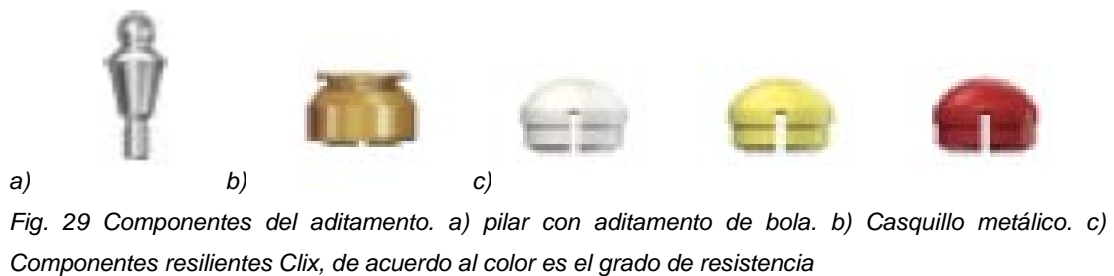 a) b) c)
Fig. 29 Componentes del aditamento. a) pilar con aditamento de bola. b) Casquillo metálico. c)
Componentes resilientes Clix, de acuerdo al color es el grado de resistencia